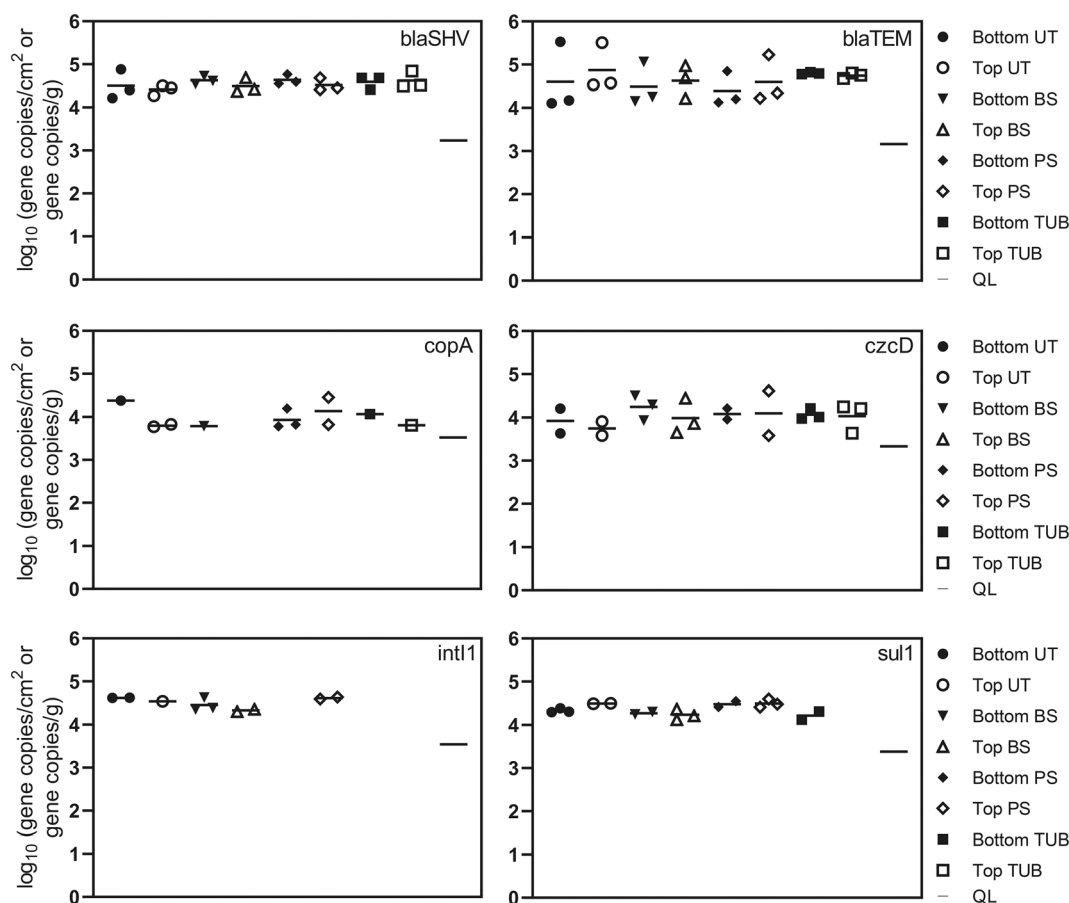 log10 (gene copies/cm2 or
gene copies/g)
6
5
4
3
2
1
0
blaSHV
6
5
4
3
2
1
0
blaTEM
Bottom UT
Top UT
Bottom BS
Top BS
Bottom PS
Top PS
Bottom TUB
Top TUB
QL
log10 (gene copies/cm2 or
gene copies/g)
6
5
4
3
2
1
0
copA
6
5
4
3
2
1
0
czcD
Bottom UT
Top UT
Bottom BS
Top BS
Bottom PS
Top PS
Bottom TUB
Top TUB
QL
log10 (gene copies/cm2 or
gene copies/g)
6
5
4
3
2
1
0
intI1
6
5
4
3
2
1
0
sul1
Bottom UT
Top UT
Bottom BS
Top BS
Bottom PS
Top PS
Bottom TUB
Top TUB
QL